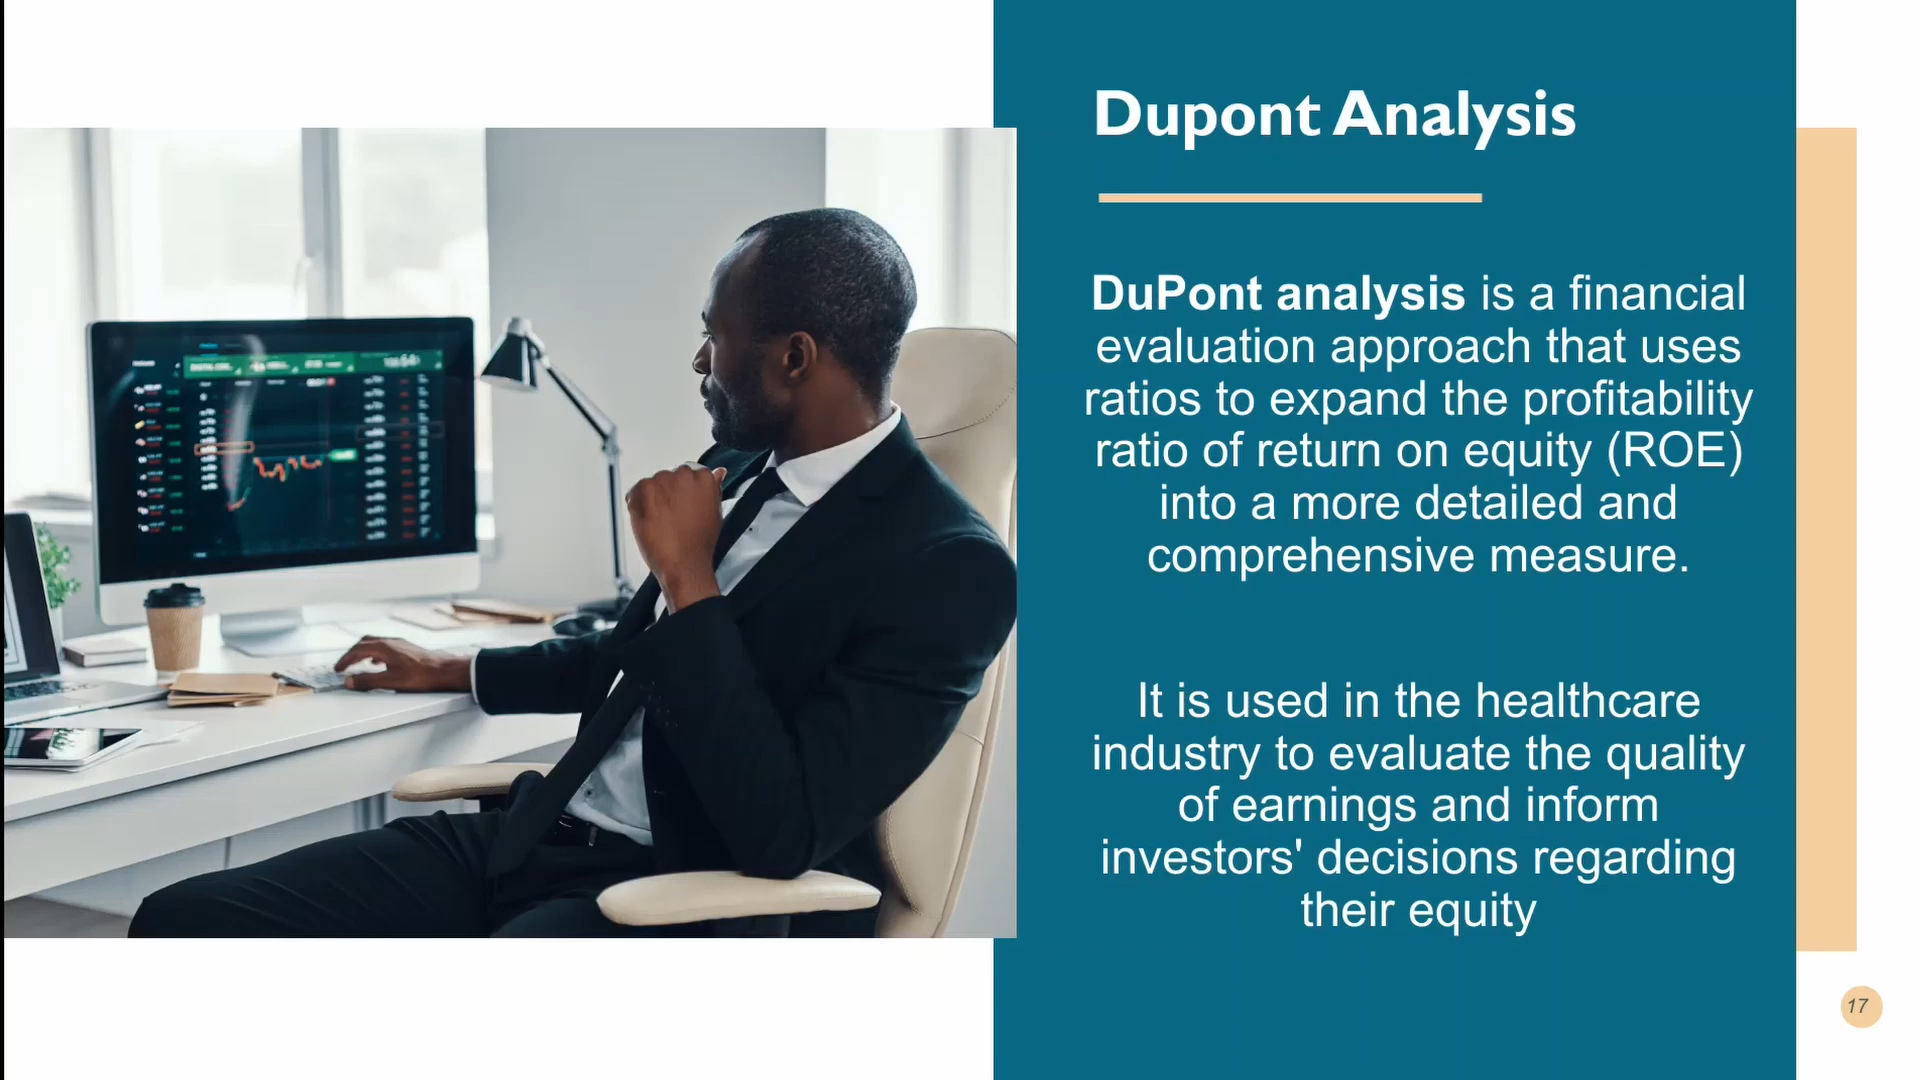 Dupont Analysis
DuPont analysis is a financial
evaluation approach that uses
ratios to expand the profitability
ratio of return on equity (ROE)
into a more detailed and
comprehensive measure.
It is used in the healthcare
industry to evaluate the quality
of earnings and inform
investors' decisions regarding
their equity
17